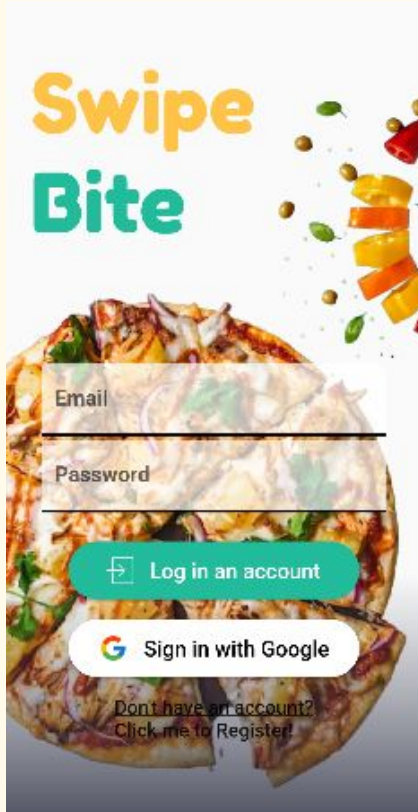 Swipe
Bite
Email
Password
Log in an account
Sign in with Google
Don't have an account?
Click me to Register!